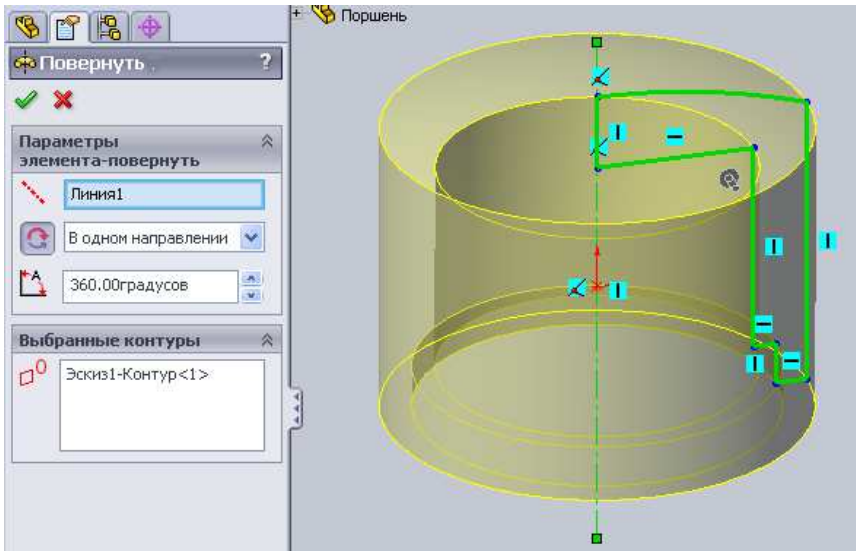 Поршень
Повернуть . ?
Параметры
элемента-повернуть
Линия1
В одном направлении
A
360.00градусов
Выбранные контуры
Эскиз1-Контур<1>